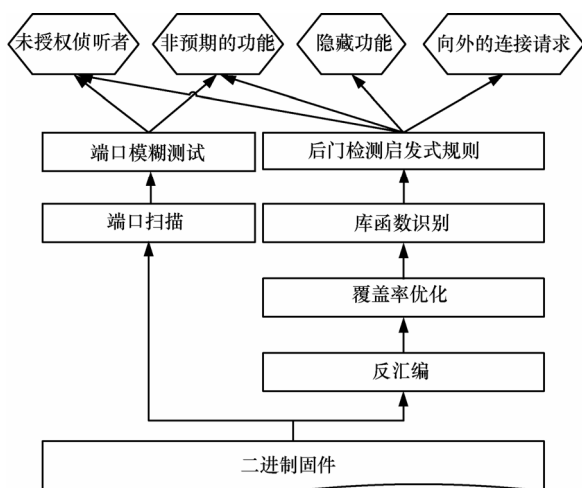 未授权侦听者
非预期的功能
隐藏功能
向外的连接请求
端口模糊测试
后门检测启发式规则
端口扫描
库函数识别
覆盖率优化
反汇编
二进制固件